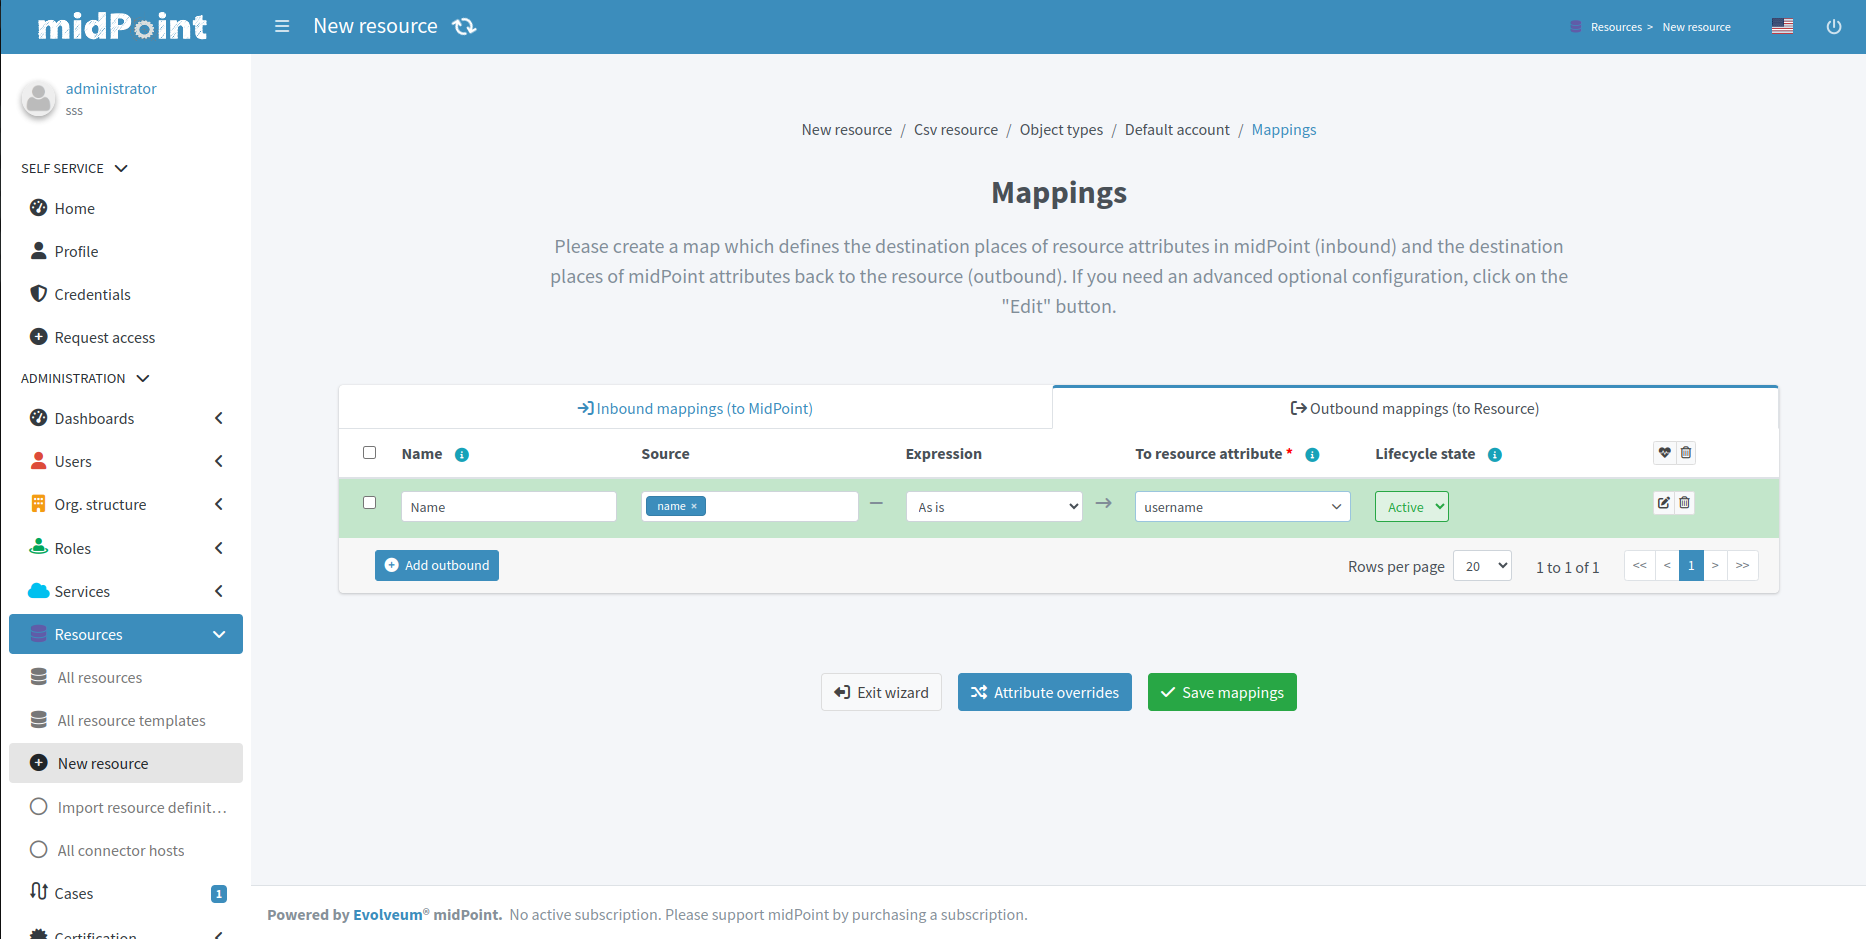 midPoint
New resource
Resources > New resource
administrator
sss
SELF SERVICE
Home
Profile
Credentials
Request access
ADMINISTRATION
Dashboards
Users
Org. structure
Roles
Services
Resources
All resources
All resource templates
New resource
Import resource definit...
All connector hosts
Cases 1
Certification
New resource / Csv resource / Object types / Default account / Mappings
Mappings
Please create a map which defines the destination places of resource attributes in midPoint (inbound) and the destination
places of midPoint attributes back to the resource (outbound). If you need an advanced optional configuration, click on the
"Edit" button.
Inbound mappings (to MidPoint) Outbound mappings (to Resource)
Name Source Expression To resource attribute * Lifecycle state
Name name × As is username Active
Add outbound Rows per page 20 1 to 1 of 1 << < 1 > >>
Exit wizard Attribute overrides Save mappings
Powered by Evolveum® midPoint. No active subscription. Please support midPoint by purchasing a subscription.